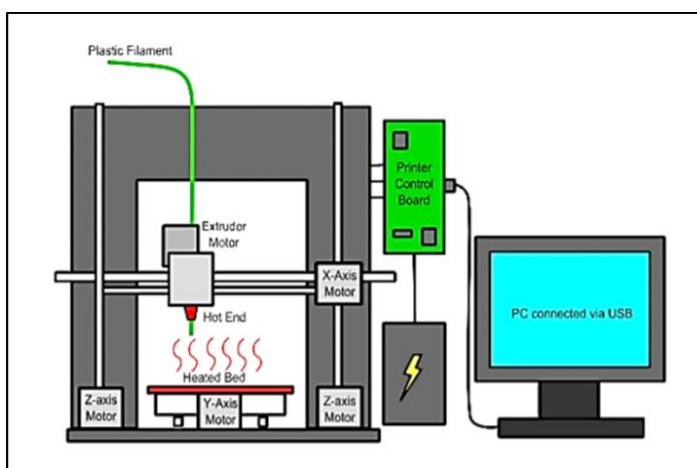 Plastic Filament
Printer
Control
Board
Extruder
Motor
X-Axis
Motor
PC connected via USB
Hot End
Heated Bed
Z-axis
Motor
Y-Axis
Motor
Z-axis
Motor